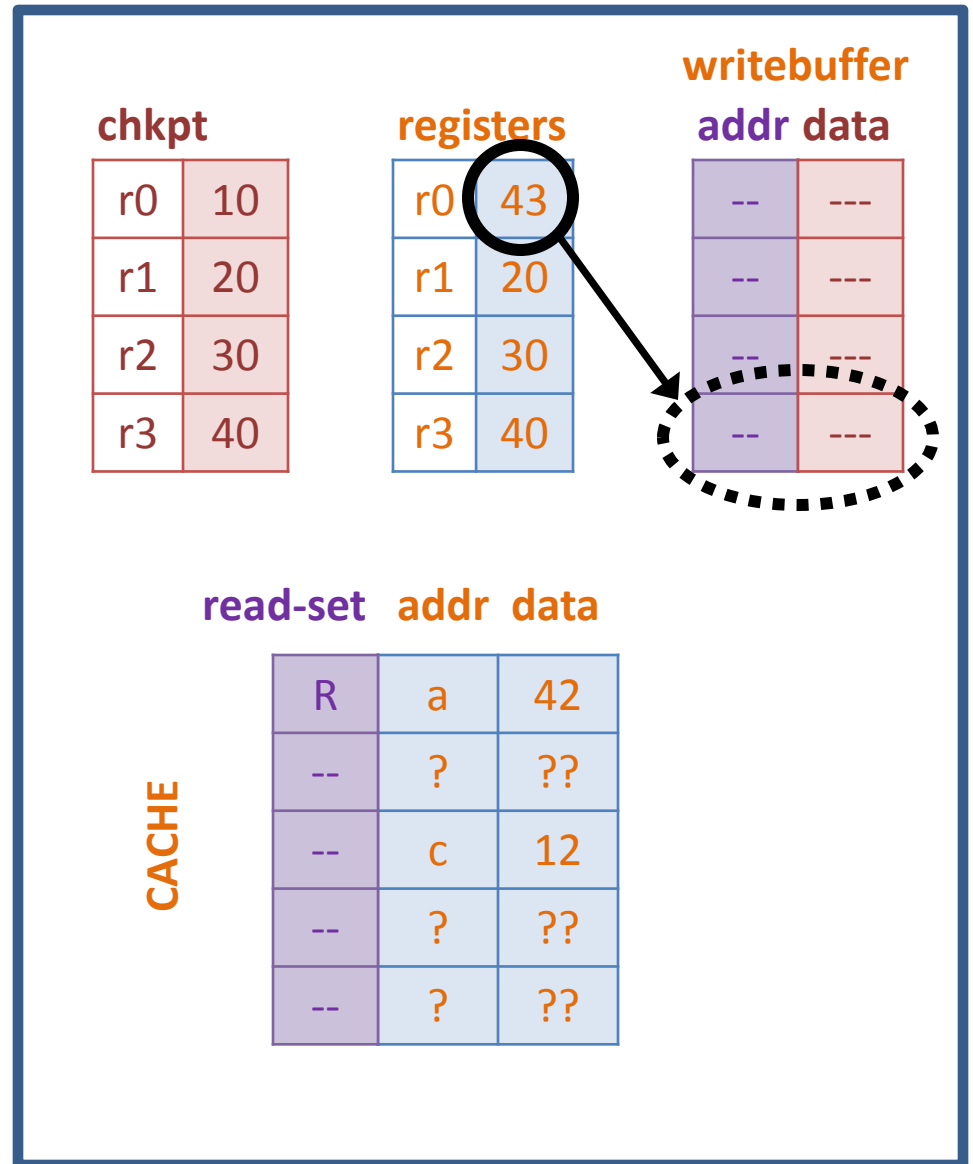 writebuffer
chkpt registers addr data
r0 10 r0 43 -- ---
r1 20 r1 20 -- ---
r2 30 r2 30 -- ---
r3 40 r3 40 -- ---
read-set addr data
R a 42
-- ? ??
CACHE
-- c 12
-- ? ??
-- ? ??